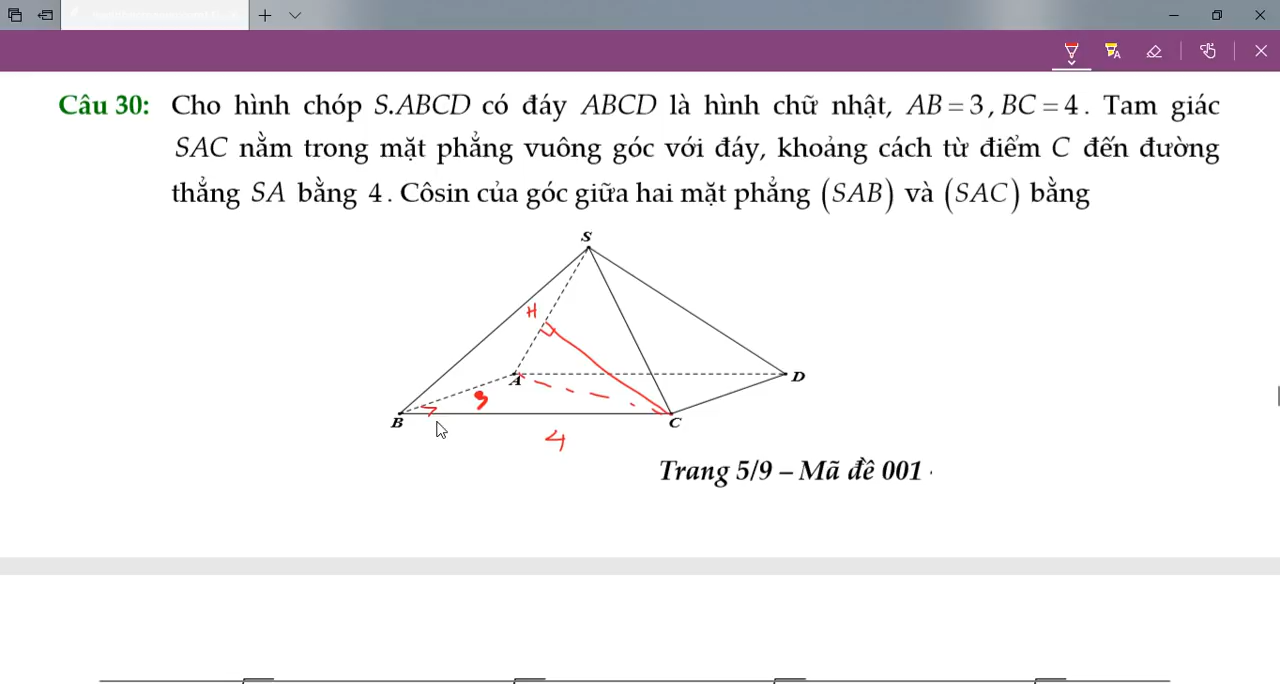 Câu 30: Cho hình chóp S.ABCD có đáy ABCD là hình chữ nhật, AB = 3, BC = 4. Tam giác
SAC nằm trong mặt phẳng vuông góc với đáy, khoảng cách từ điểm C đến đường
thẳng SA bằng 4. Côsin của góc giữa hai mặt phẳng (SAB) và (SAC) bằng
S
H
A
D
3
B
C
4
Trang 5/9 – Mã đề 001